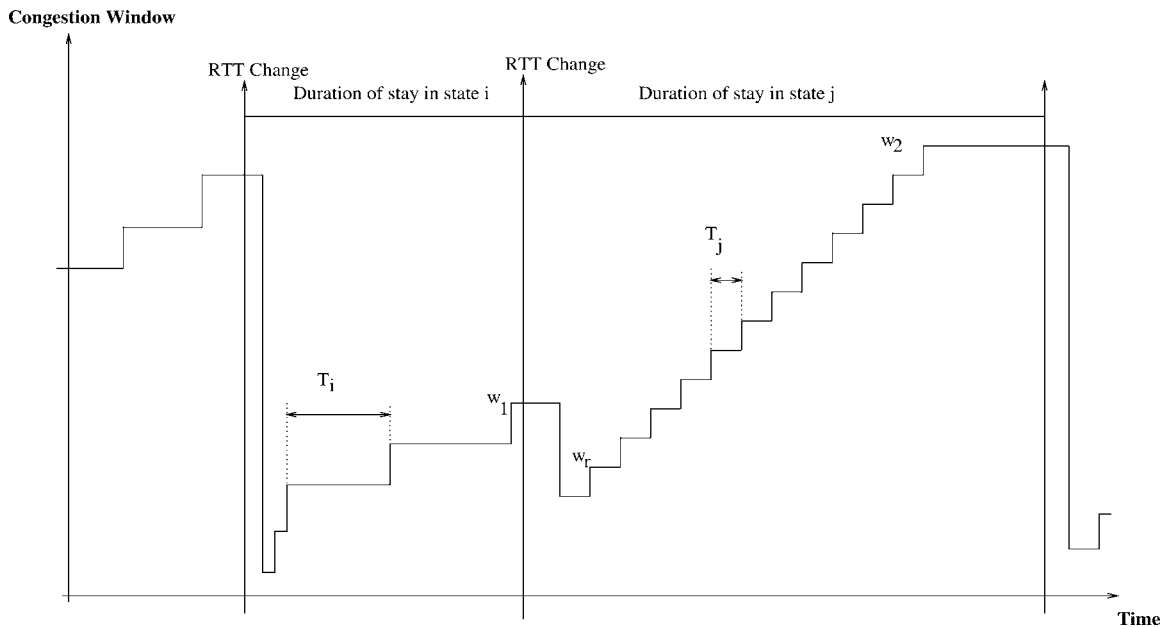 Congestion Window
RTT Change
RTT Change
Duration of stay in state i
Duration of stay in state j
w2
Tj
Ti
w1
wr
Time